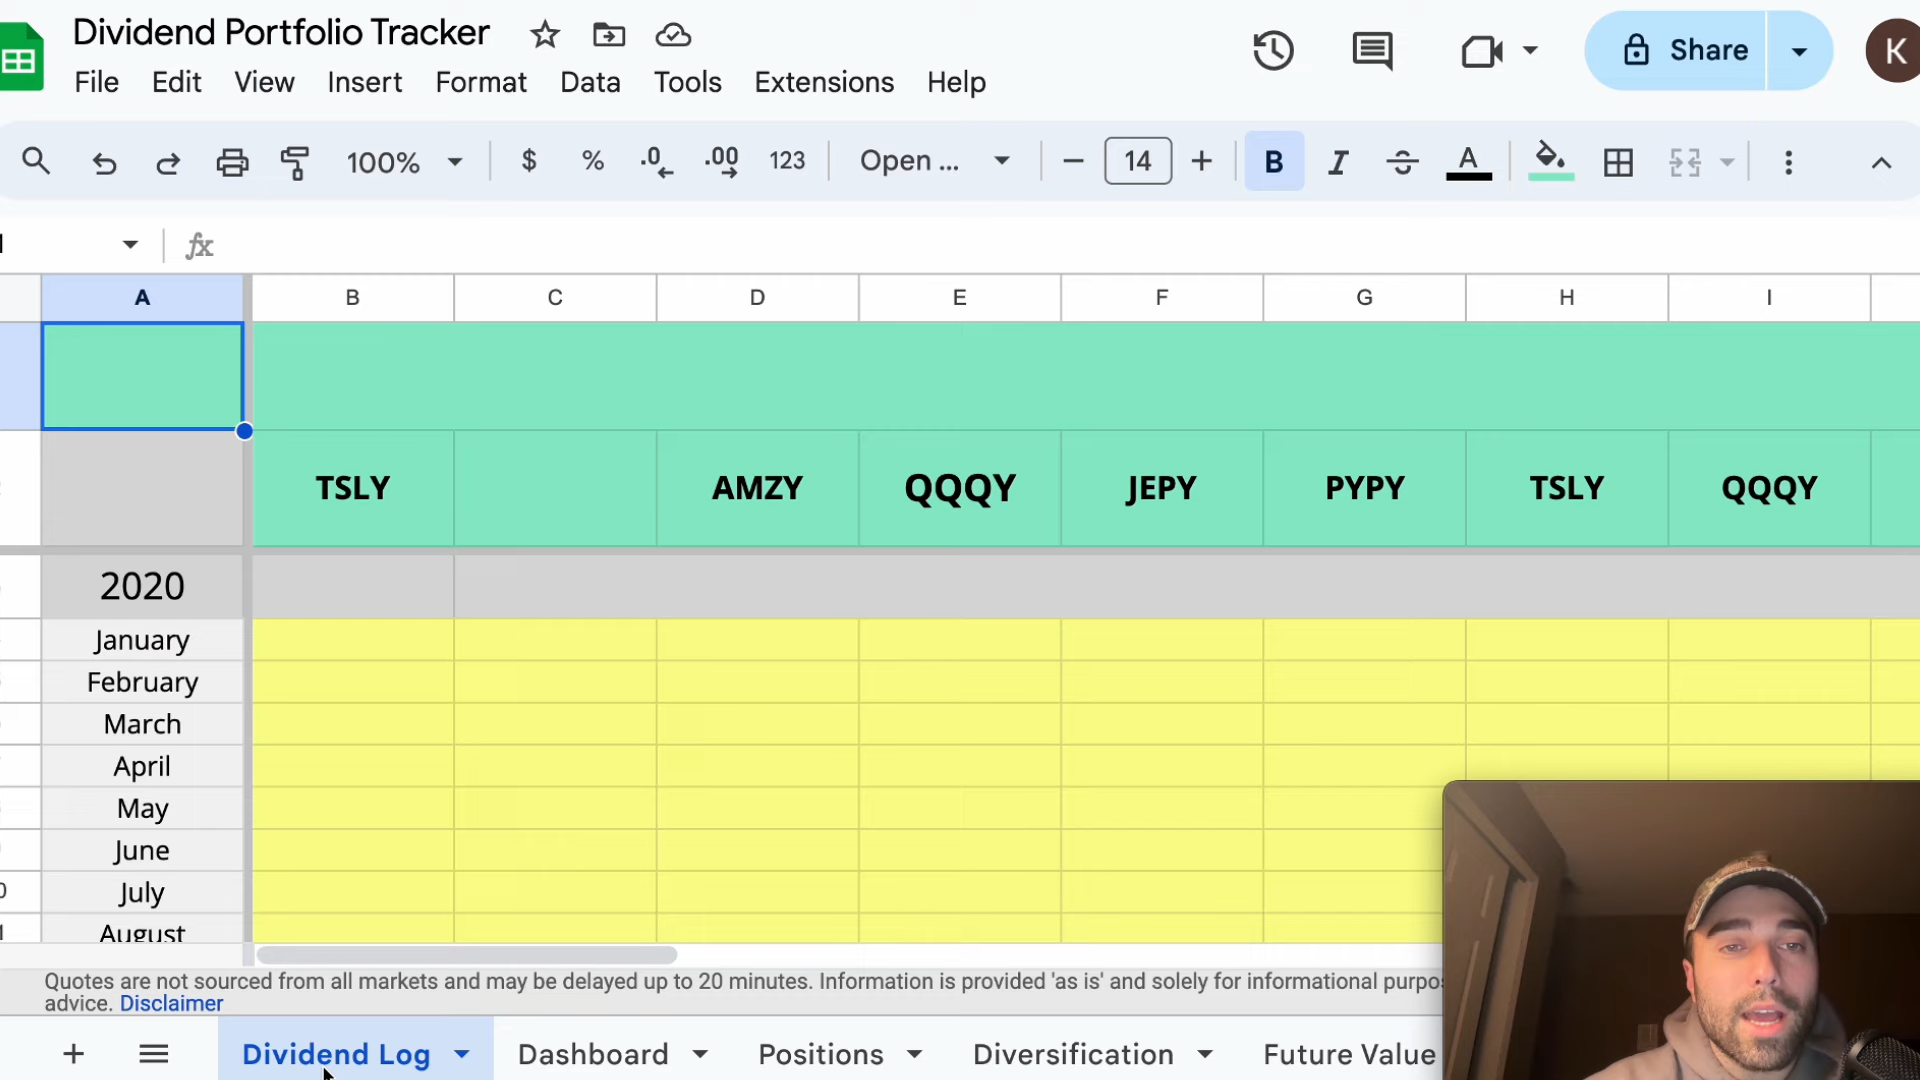 Dividend Portfolio Tracker
File Edit View Insert Format Data Tools Extensions Help
Share
K
100% $ % .0 .00 123 Open ... 14 B I A
fx
A B C D E F G H I
TSLY AMZY QQQY JEPY PYPY TSLY QQQY
2020
January
February
March
April
May
June
July
August
Quotes are not sourced from all markets and may be delayed up to 20 minutes. Information is provided 'as is' and solely for informational
advice. Disclaimer
Dividend Log Dashboard Positions Diversification Future Value